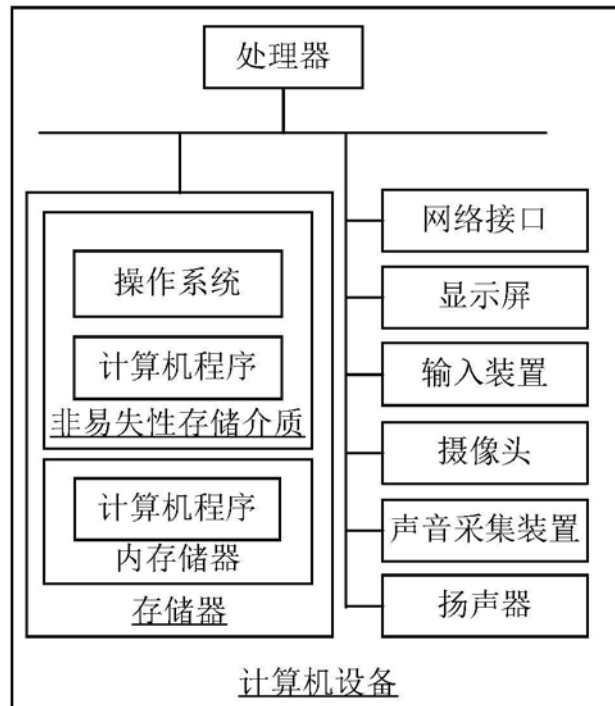 处理器
操作系统
计算机程序
非易失性存储介质
计算机程序
内存储器
存储器
网络接口
显示屏
输入装置
摄像头
声音采集装置
扬声器
计算机设备